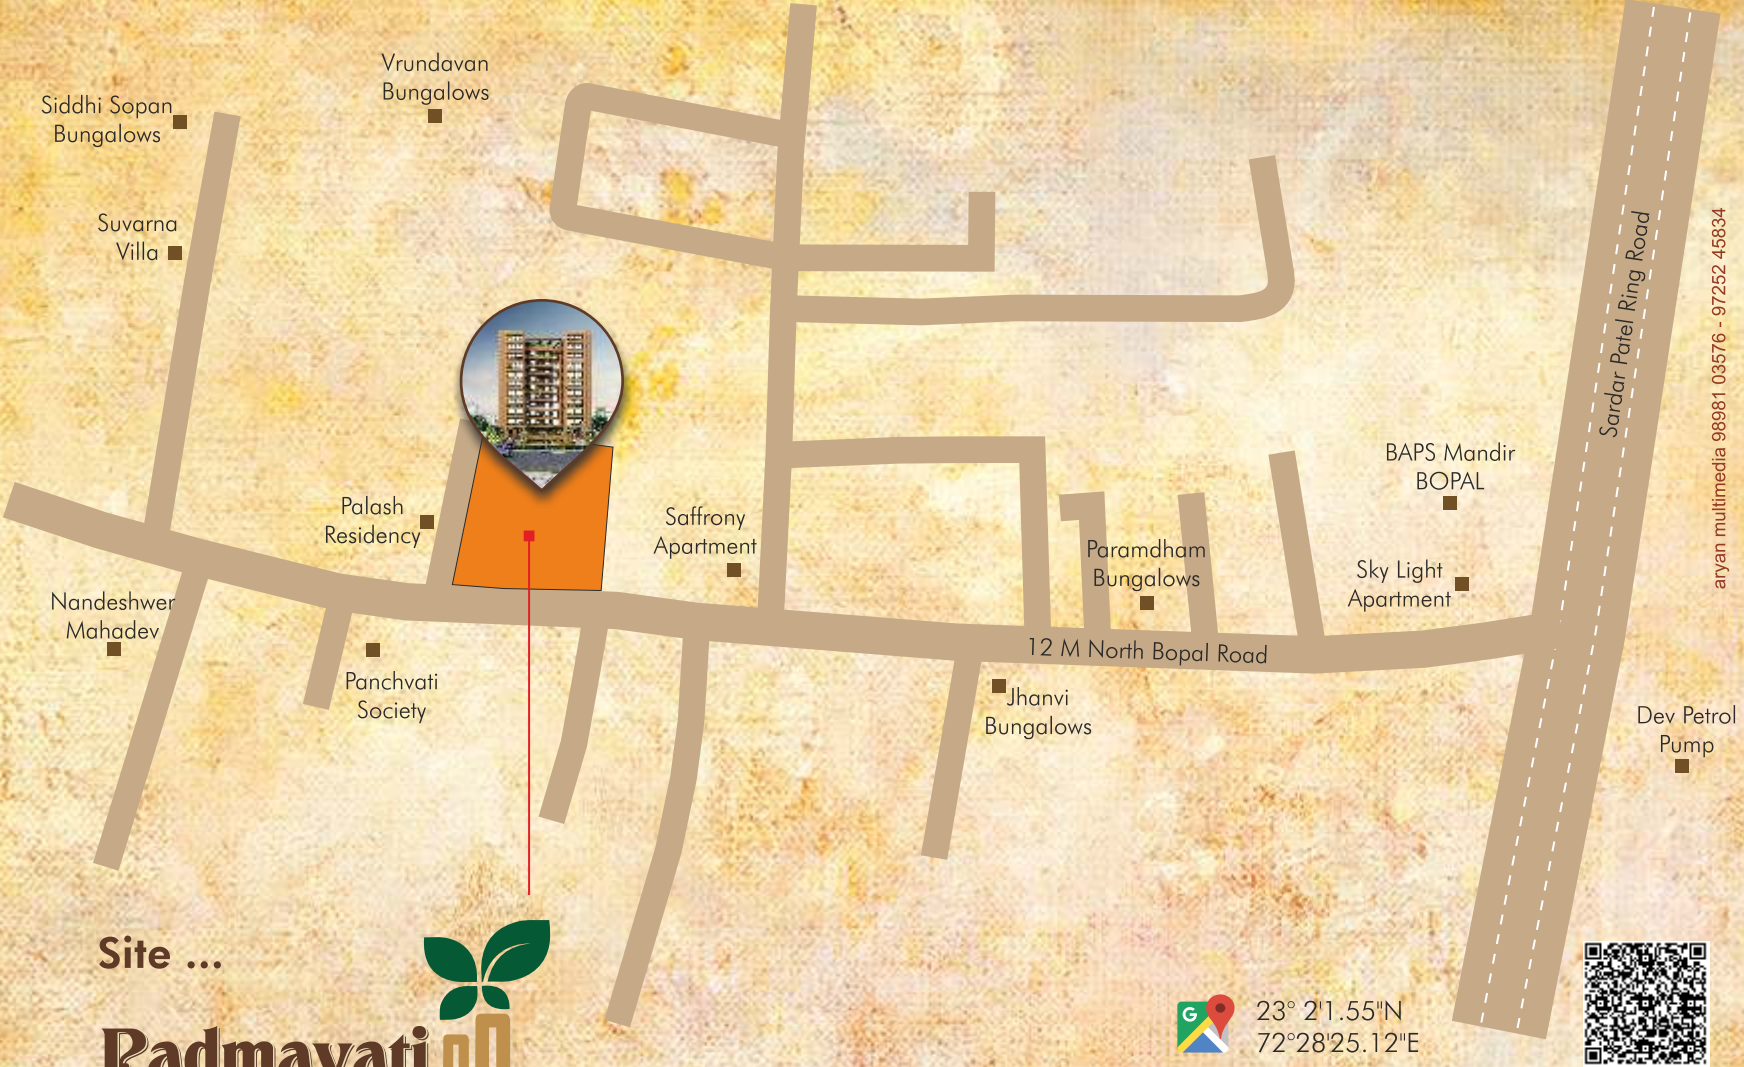 Vrundavan
Bungalows
Siddhi Sopan
Bungalows
Suvarna
Villa
Sardar Patel Ring Road
aryan multimedia 98981 03576 - 97252 45834
BAPS Mandir
BOPAL
Palash
Residency
Saffrony
Apartment
Paramdham
Bungalows
Sky Light
Apartment
Nandeshwer
Mahadev
12 M North Bopal Road
Panchvati
Society
Jhanvi
Bungalows
Dev Petrol
Pump
Site ...
Padmavati
G
23° 2'1.55"N
72°28'25.12"E